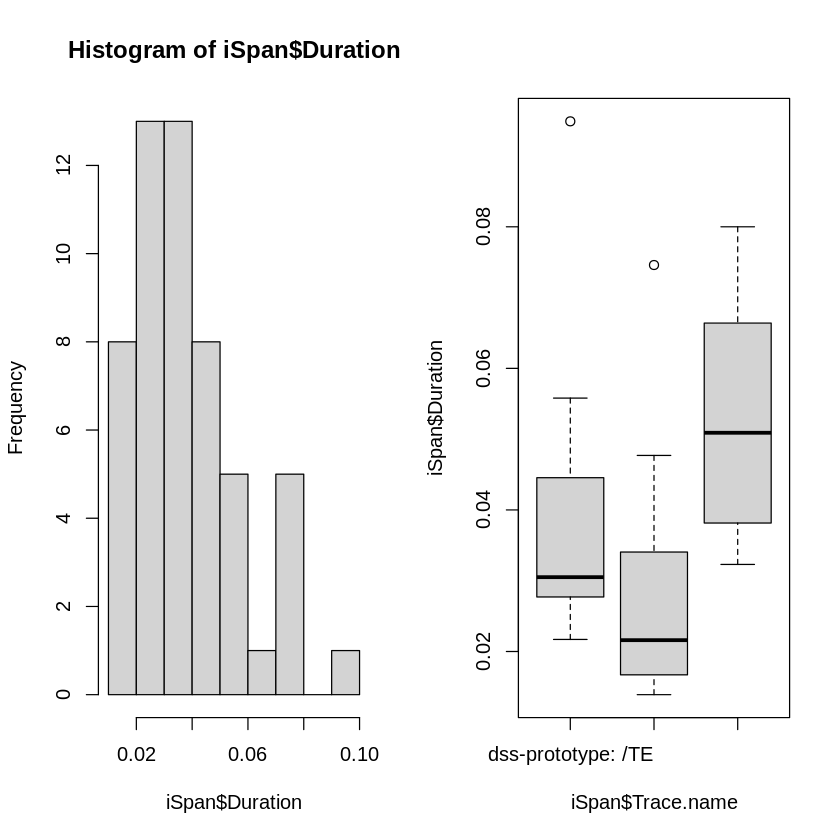 Histogram of iSpan$Duration
Frequency
12
10
8
6
4
2
0
0.02
0.06
0.10
iSpan$Duration
iSpan$Duration
0.08
0.06
0.04
0.02
dss-prototype: /TE
iSpan$Trace.name